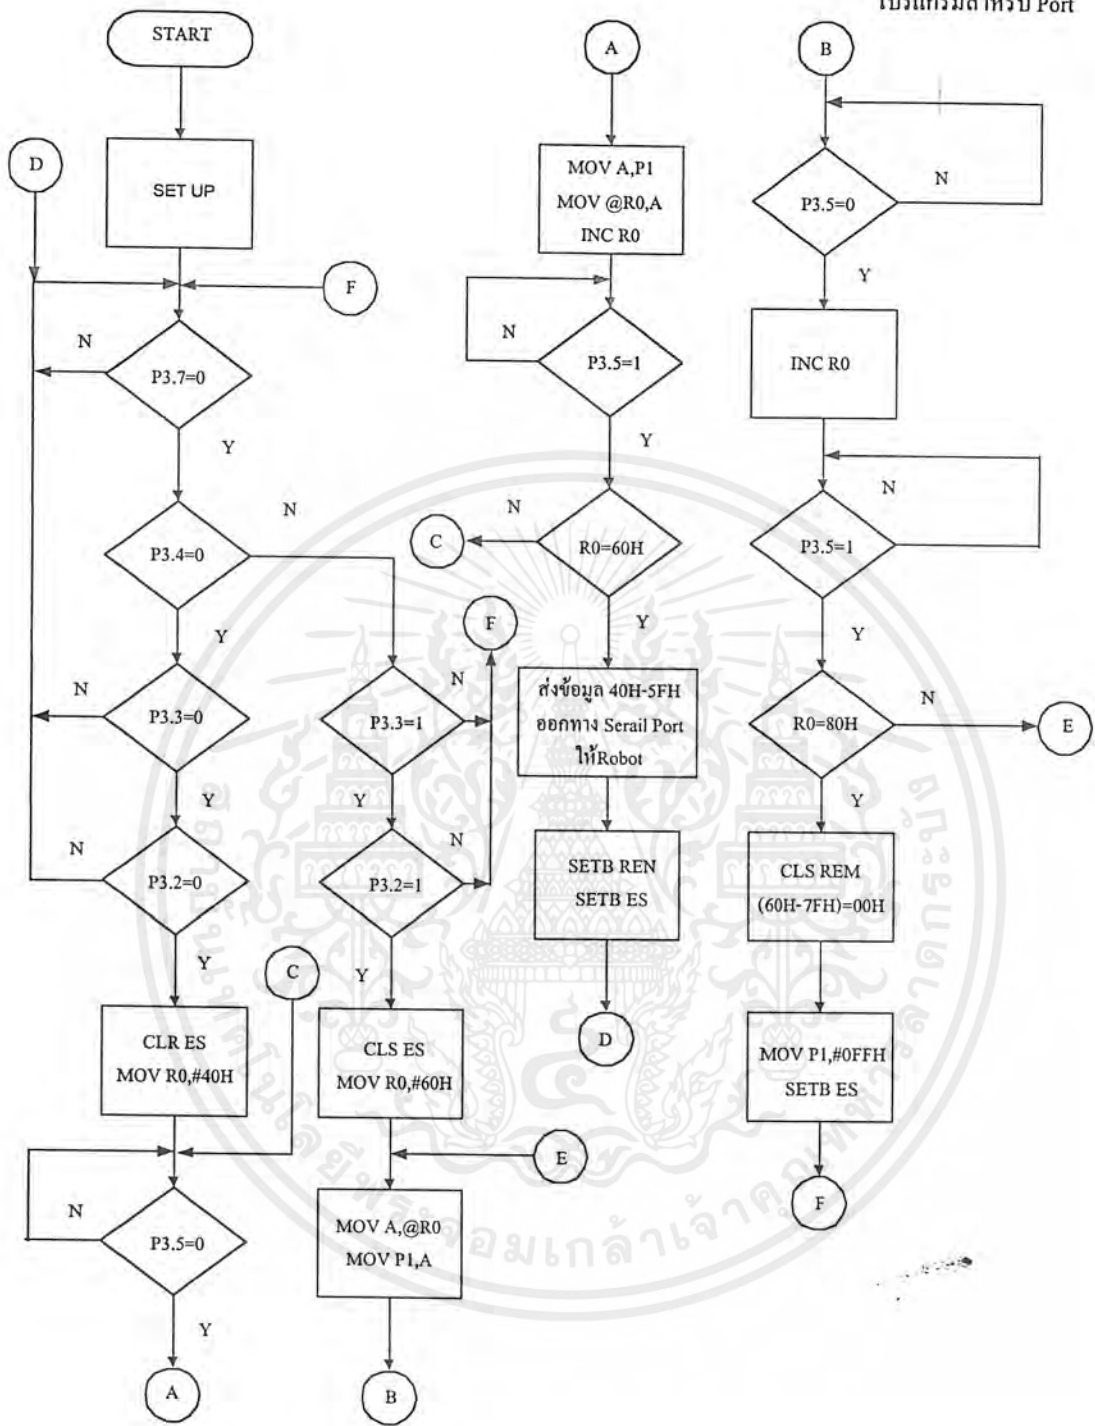 โปรแกรมสำหรับ Port
START
SET UP
D
F
P3.7=0
N
Y
P3.4=0
N
Y
P3.3=0
N
Y
P3.2=0
N
Y
CLR ES
MOV R0,#40H
C
P3.5=0
N
Y
A
P3.3=1
N
Y
F
P3.2=1
N
Y
CLS ES
MOV R0,#60H
E
MOV A,@R0
MOV P1,A
B
A
MOV A,P1
MOV @R0,A
INC R0
P3.5=1
N
Y
R0=60H
N
C
Y
ส่งข้อมูล 40H-5FH
ออกทาง Serail Port
ให้Robot
SETB REN
SETB ES
D
B
P3.5=0
N
Y
INC R0
P3.5=1
N
Y
R0=80H
N
E
Y
CLS REM
(60H-7FH)=00H
MOV P1,#0FFH
SETB ES
F